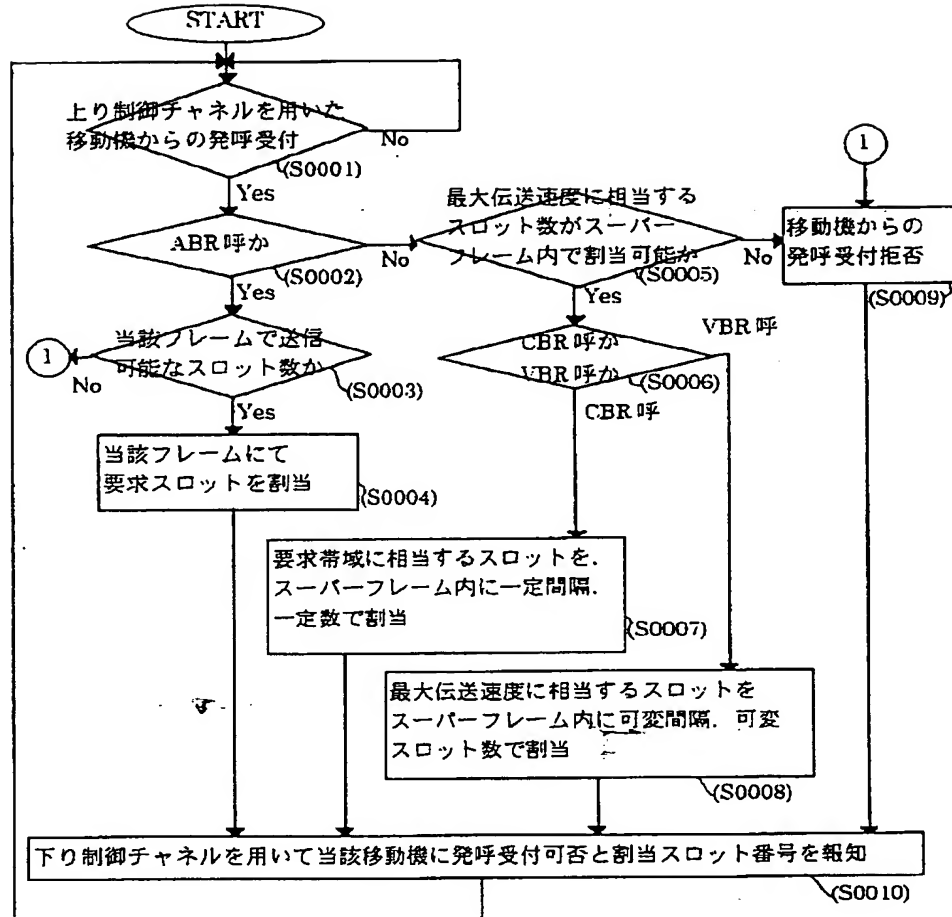 START
上り制御チャネルを用いた
移動機からの発呼受付
No
(S0001)
Yes
ABR呼か
No
(S0002)
Yes
最大伝送速度に相当する
スロット数がスーパー
フレーム内で割当可能か
No
(S0005)
Yes
1
移動機からの
発呼受付拒否
(S0009)
当該フレームで送信
可能なスロット数か
1
No
(S0003)
Yes
CBR呼か
VBR呼か
(S0006)
VBR呼
CBR呼
当該フレームにて
要求スロットを割当
(S0004)
要求帯域に相当するスロットを.
スーパーフレーム内に一定間隔.
一定数で割当
(S0007)
最大伝送速度に相当するスロットを
スーパーフレーム内に可変間隔. 可変
スロット数で割当
(S0008)
下り制御チャネルを用いて当該移動機に発呼受付可否と割当スロット番号を報知
(S0010)